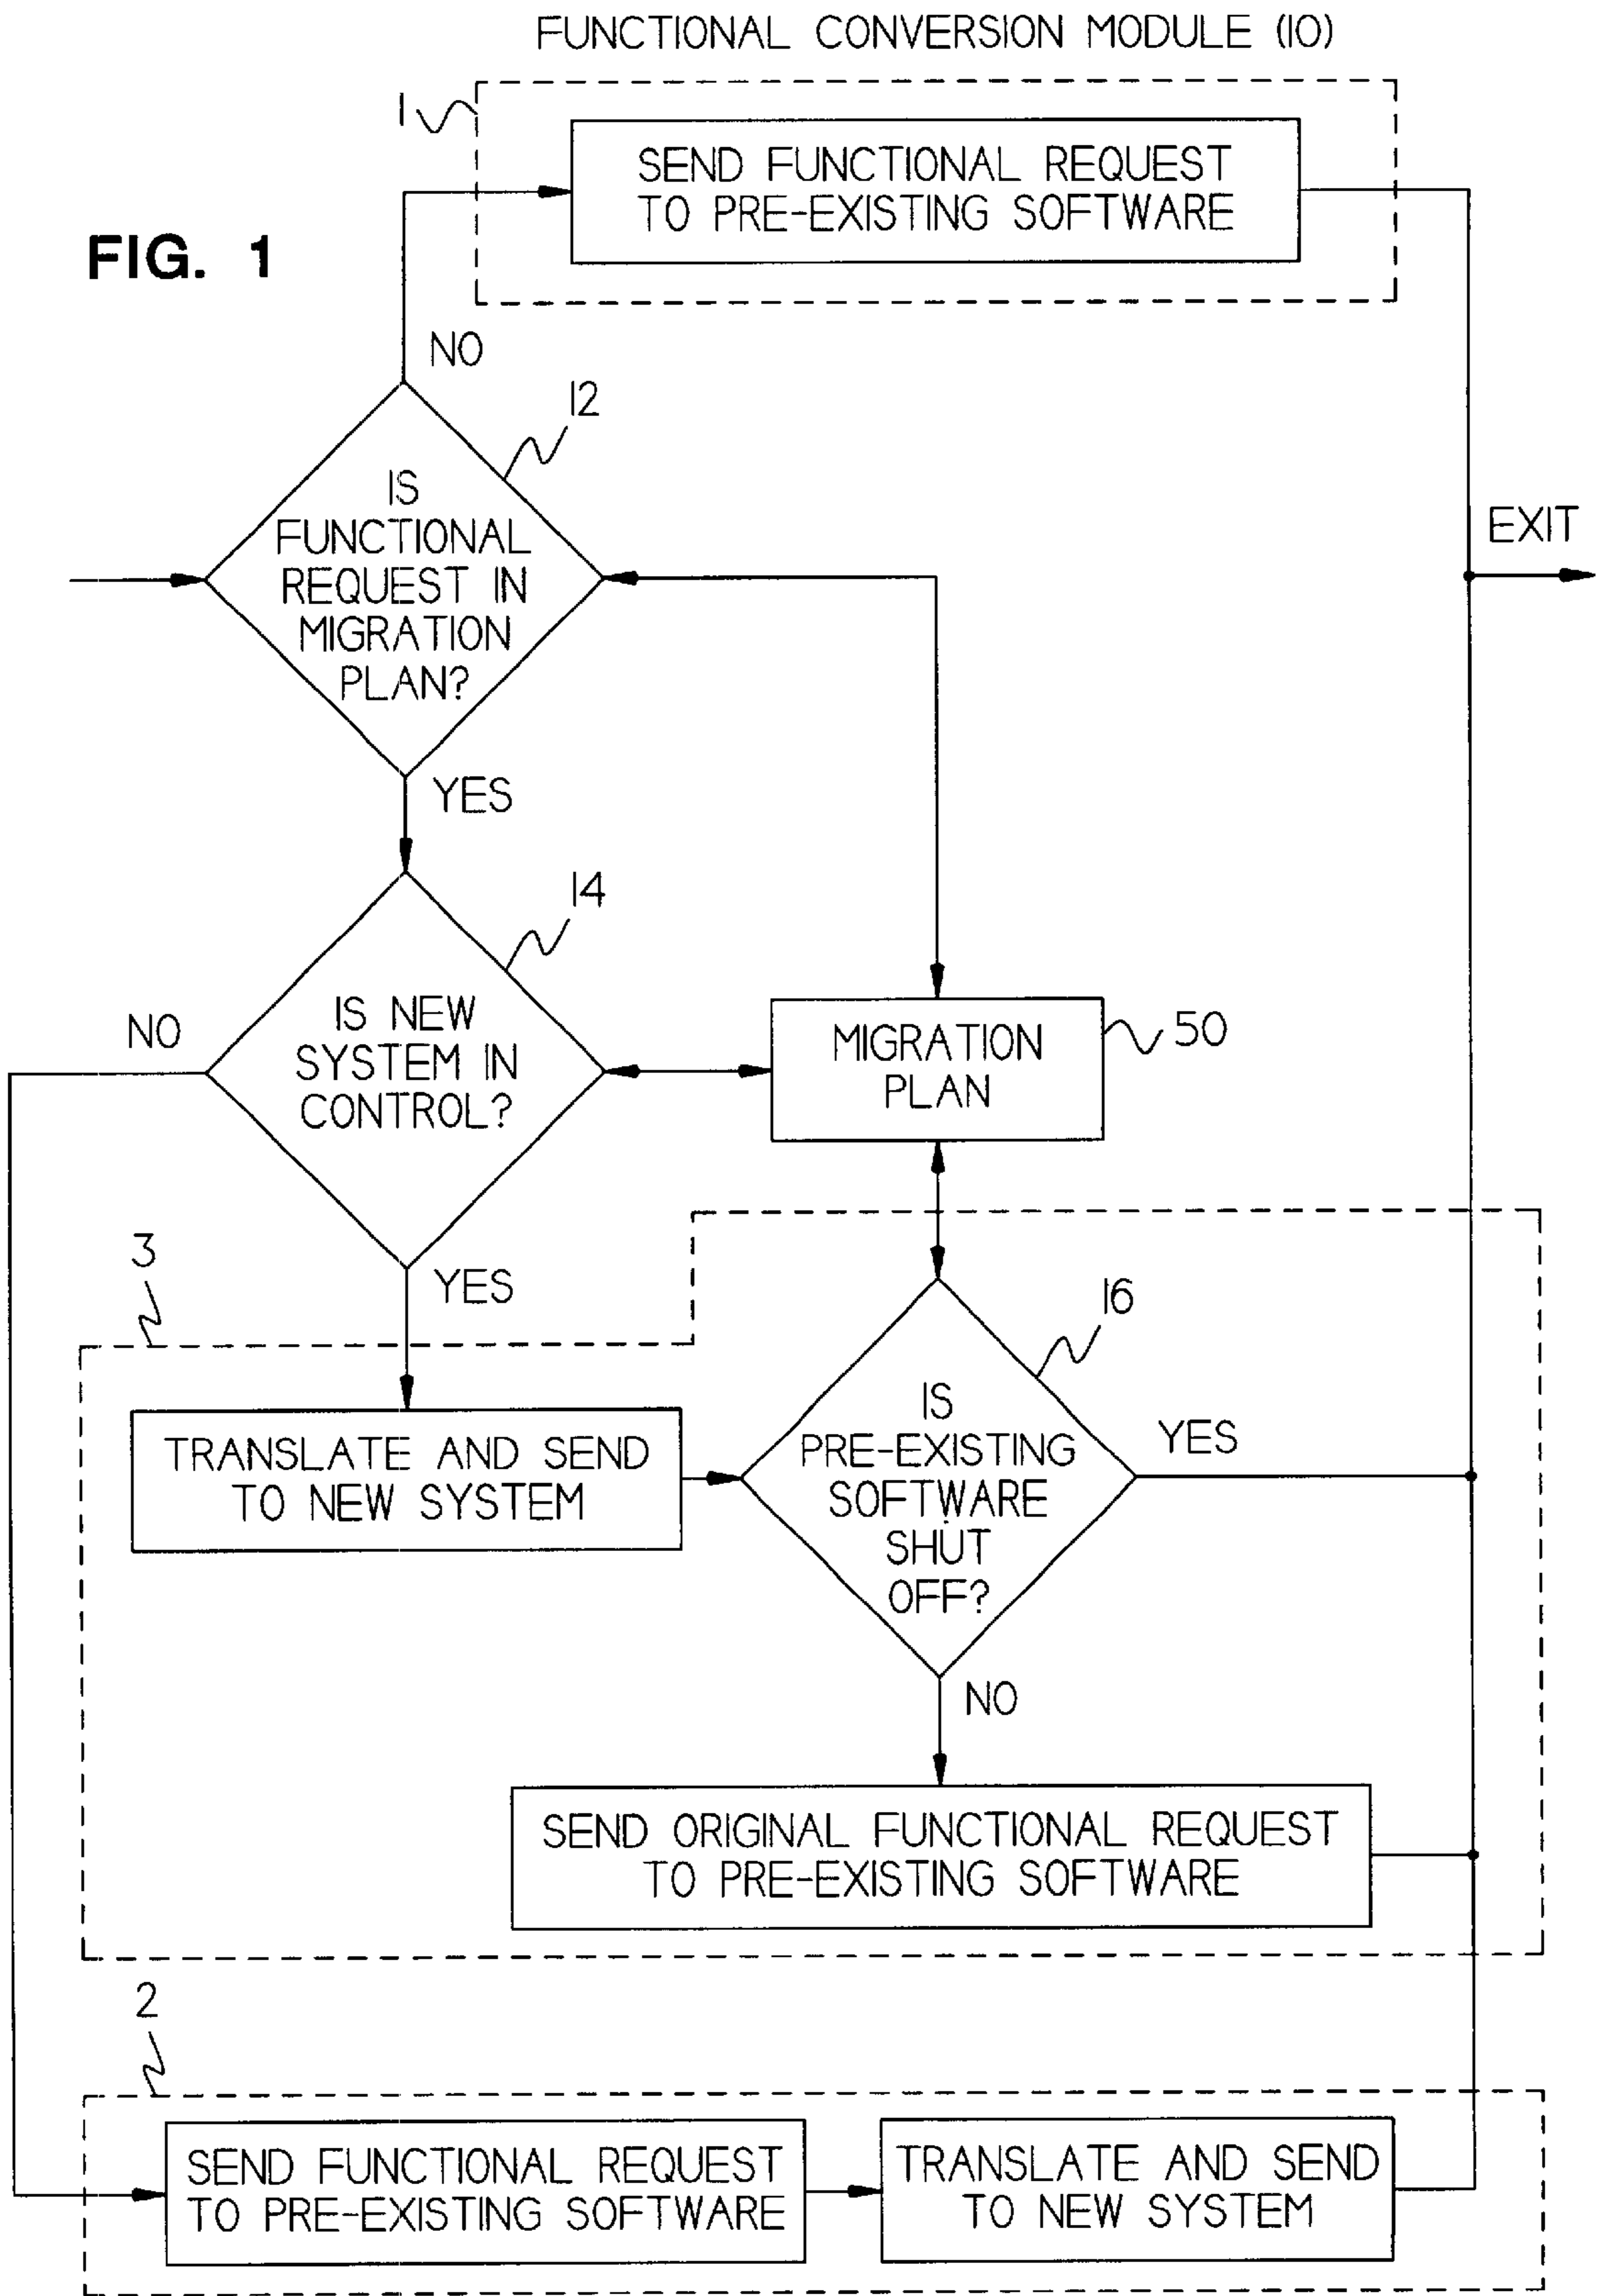 FUNCTIONAL CONVERSION MODULE (10)
1
SEND FUNCTIONAL REQUEST
TO PRE-EXISTING SOFTWARE
FIG. 1
NO
12
IS
FUNCTIONAL
REQUEST IN
MIGRATION
PLAN?
EXIT
YES
14
IS NEW
SYSTEM IN
CONTROL?
NO
MIGRATION
PLAN
50
YES
3
16
IS
PRE-EXISTING
SOFTWARE
SHUT
OFF?
YES
TRANSLATE AND SEND
TO NEW SYSTEM
NO
SEND ORIGINAL FUNCTIONAL REQUEST
TO PRE-EXISTING SOFTWARE
2
SEND FUNCTIONAL REQUEST
TO PRE-EXISTING SOFTWARE
TRANSLATE AND SEND
TO NEW SYSTEM